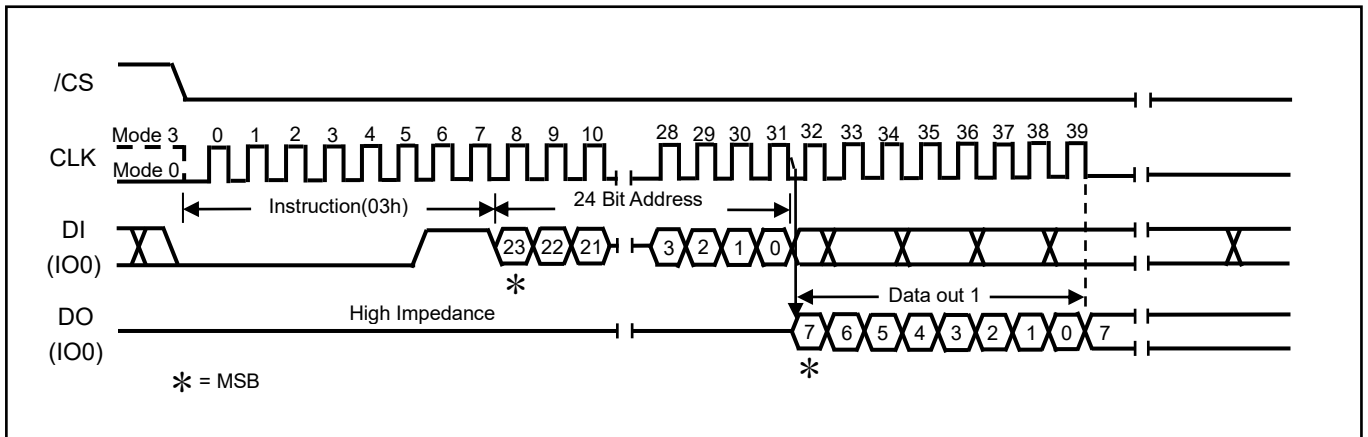 /CS
Mode 3 0 1 2 3 4 5 6 7 8 9 10 28 29 30 31 32 33 34 35 36 37 38 39
CLK
Mode 0
Instruction(03h) 24 Bit Address
DI
(IO0)
23 22 21 3 2 1 0
*
Data out 1
DO
(IO0)
High Impedance
7 6 5 4 3 2 1 0 7
*
* = MSB